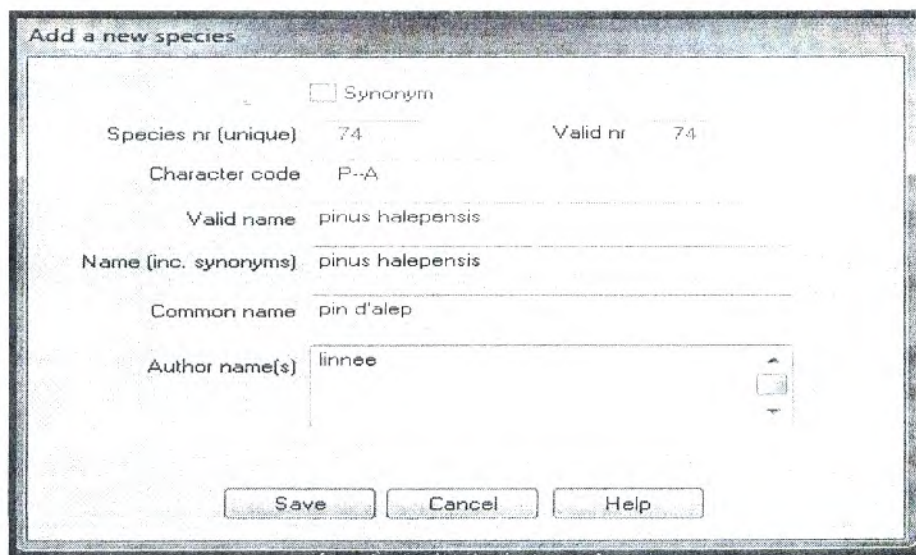 Add a new species
Synonym
Species nr (unique) 74 Valid nr 74
Character code P--A
Valid name pinus halepensis
Name (inc. synonyms) pinus halepensis
Common name pin d'alep
Author name(s) linnee
Save Cancel Help